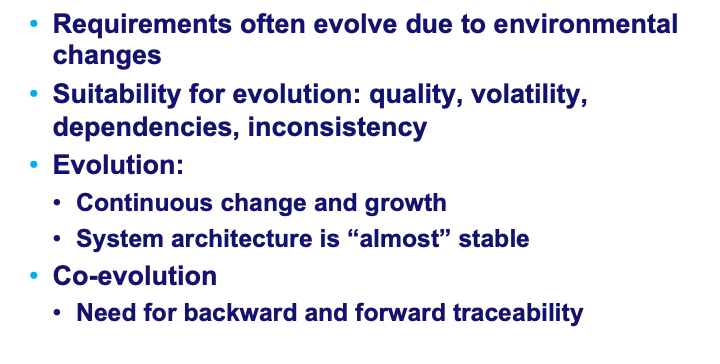 • Requirements often evolve due to environmental
changes
• Suitability for evolution: quality, volatility,
dependencies, inconsistency
• Evolution:
• Continuous change and growth
• System architecture is “almost” stable
• Co-evolution
• Need for backward and forward traceability